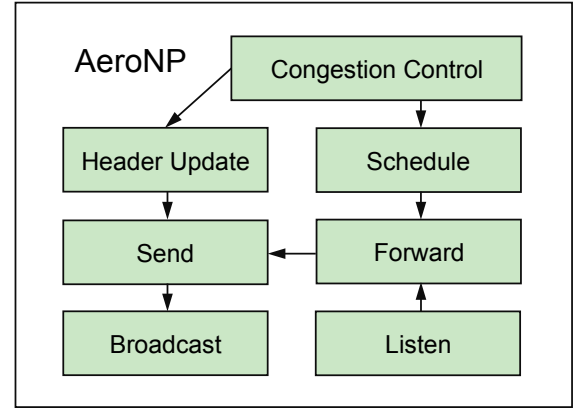 AeroNP
Congestion Control
Header Update
Schedule
Send
Forward
Broadcast
Listen